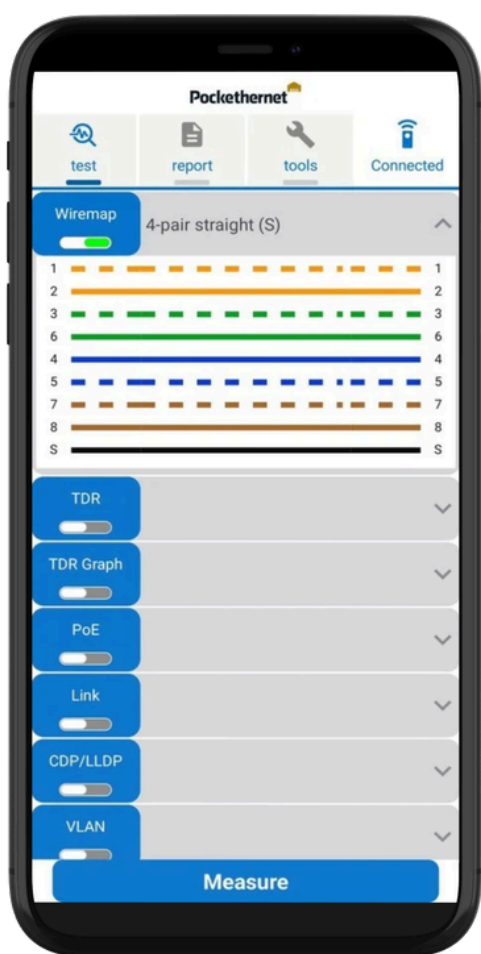 Pockethernet
test report tools Connected
Wiremap 4-pair straight (S)
1 1
2 2
3 3
6 6
4 4
5 5
7 7
8 8
S S
TDR
TDR Graph
PoE
Link
CDP/LLDP
VLAN
Measure